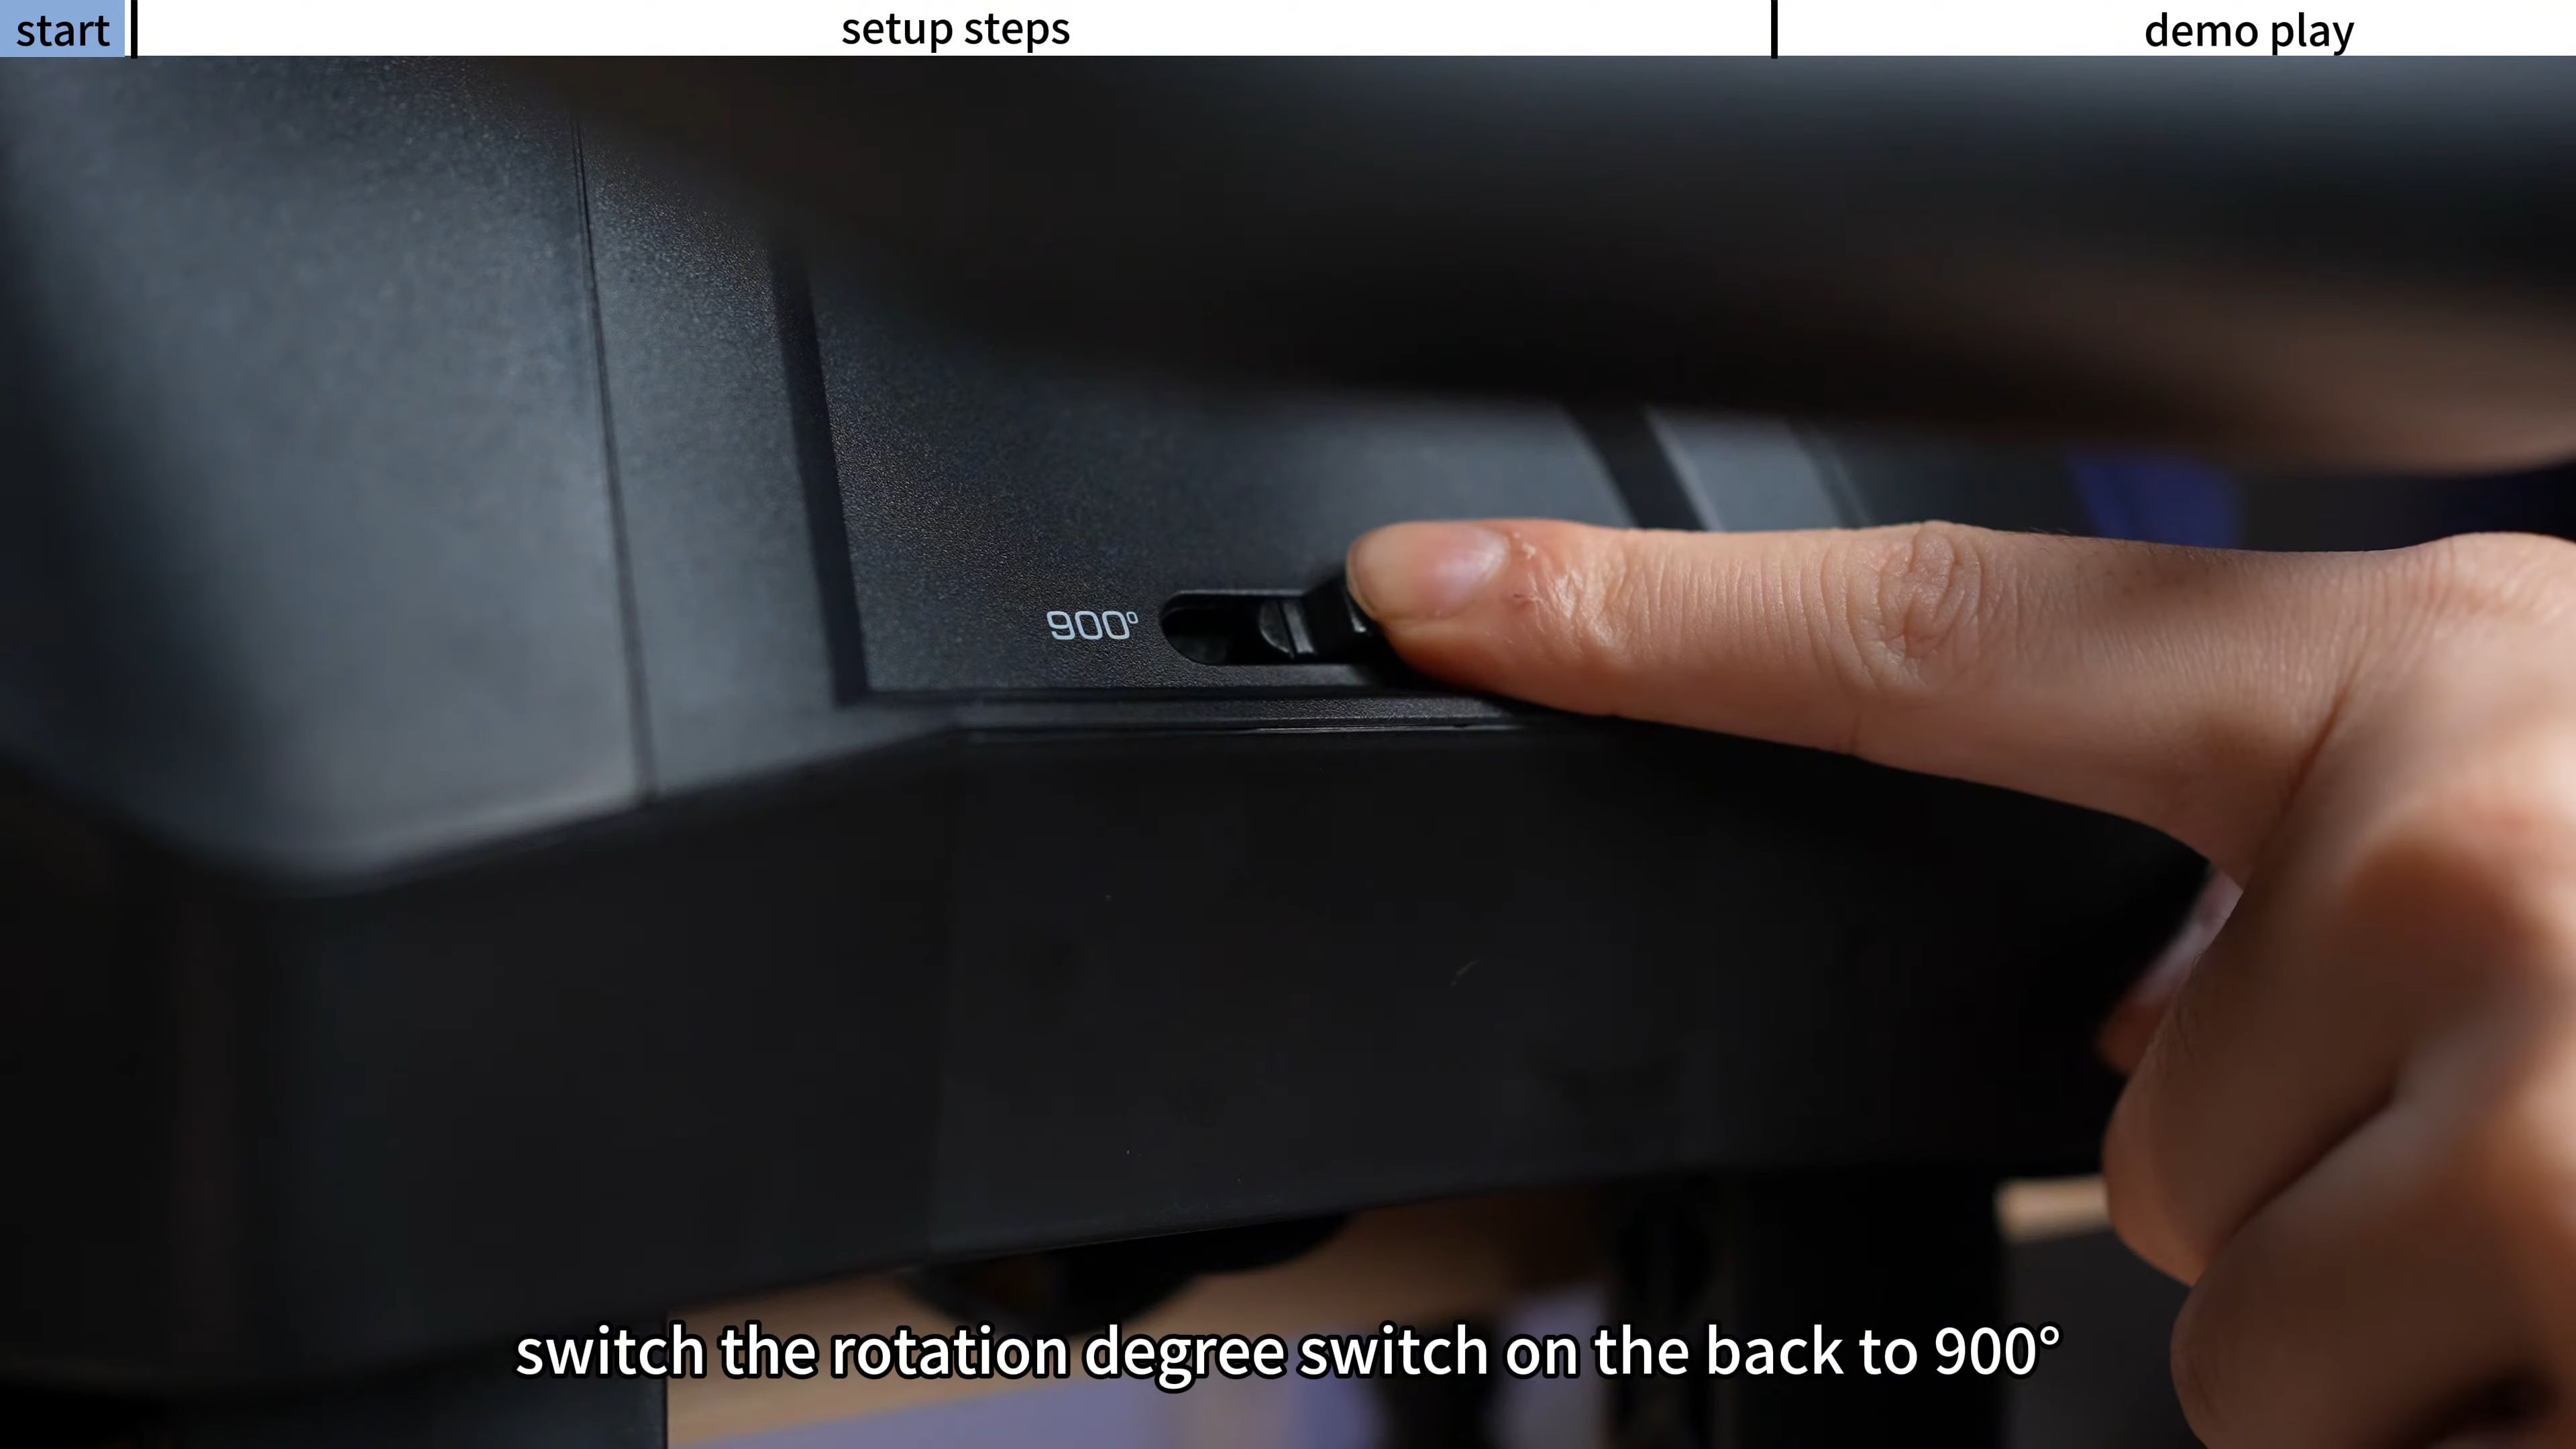 start
setup steps
demo play
900°
switch the rotation degree switch on the back to 900°